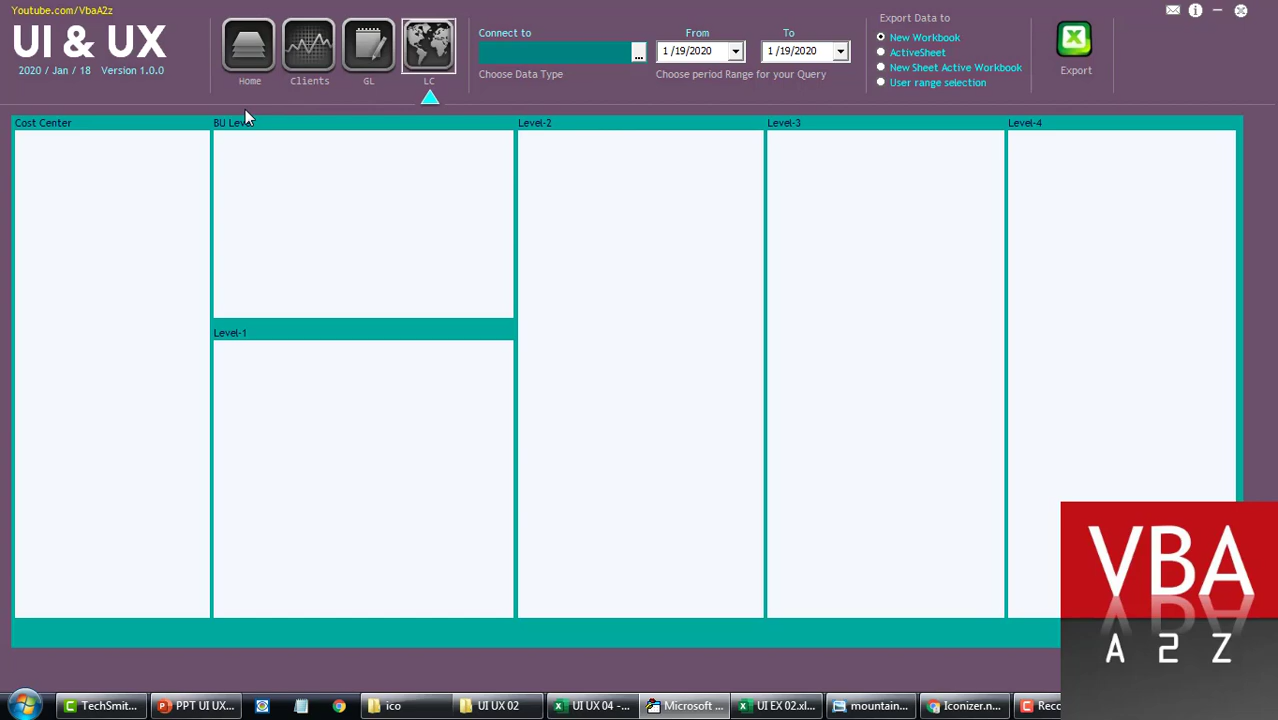 Youtube.com/VbaA2z
UI & UX
2020 / Jan / 18 Version 1.0.0
Home
Clients
GL
LC
Connect to
...
Choose Data Type
From
To
1 /19/2020
1 /19/2020
Choose period Range for your Query
Export Data to
New Workbook
ActiveSheet
New Sheet Active Workbook
User range selection
Export
Cost Center
BU Level
Level-1
Level-2
Level-3
Level-4
VBA
A 2 Z
TechSmit...
PPT UI UX...
ico
UI UX 02
UI UX 04 -...
Microsoft ...
UI EX 02.xl...
mountain...
Iconizer.n...
Reco